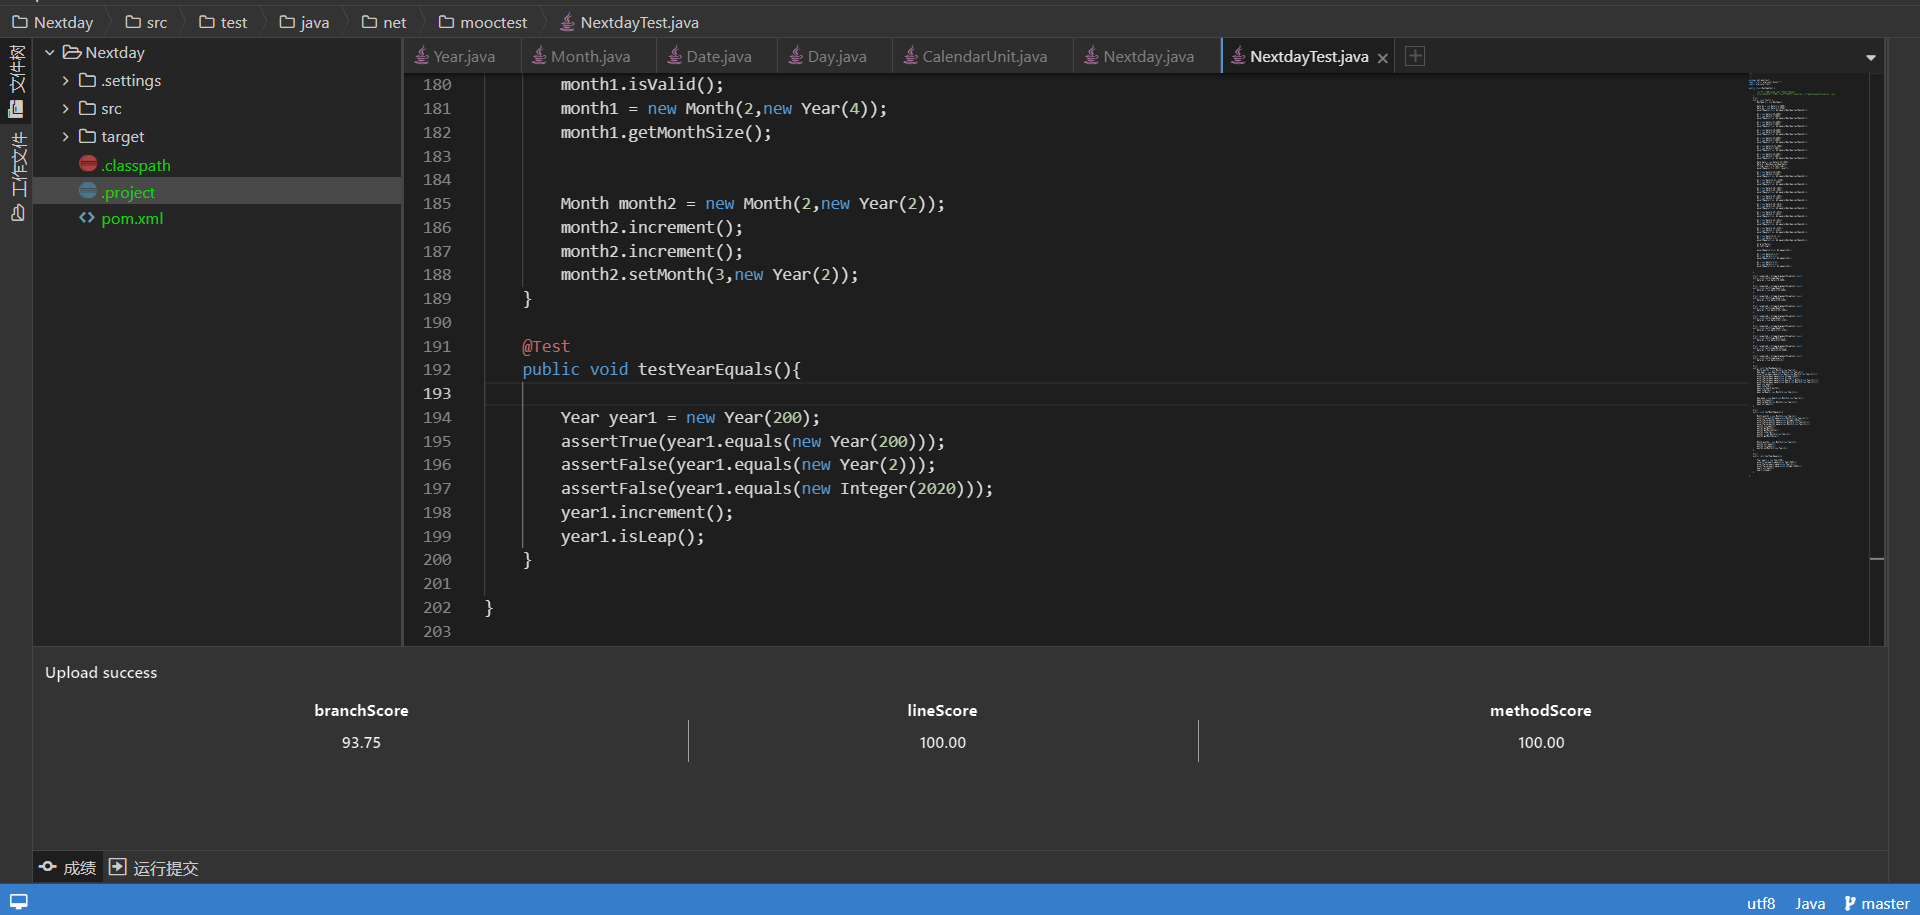 Nextday src test java net mooctest NextdayTest.java
文件树
工作文件
Nextday
.settings
src
target
.classpath
.project
pom.xml
Year.java Month.java Date.java Day.java CalendarUnit.java Nextday.java NextdayTest.java
180 month1.isValid();
181 month1 = new Month(2,new Year(4));
182 month1.getMonthSize();
183
184
185 Month month2 = new Month(2,new Year(2));
186 month2.increment();
187 month2.increment();
188 month2.setMonth(3,new Year(2));
189 }
190
191 @Test
192 public void testYearEquals(){
193
194 Year year1 = new Year(200);
195 assertTrue(year1.equals(new Year(200)));
196 assertFalse(year1.equals(new Year(2)));
197 assertFalse(year1.equals(new Integer(2020)));
198 year1.increment();
199 year1.isLeap();
200 }
201
202 }
203
Upload success
branchScore lineScore methodScore
93.75 100.00 100.00
成绩 运行提交
utf8 Java master